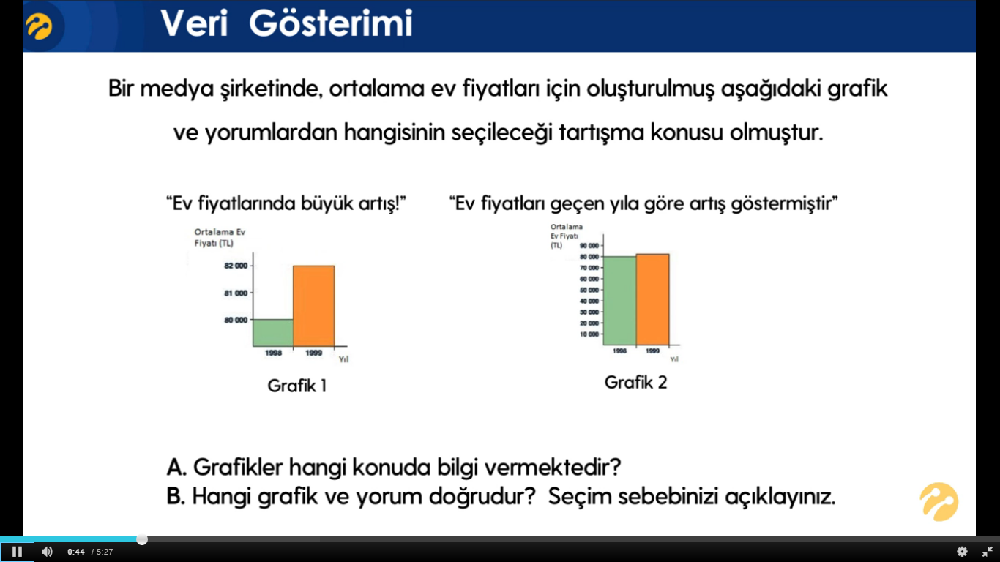 Veri Gösterimi
Bir medya şirketinde, ortalama ev fiyatları için oluşturulmuş aşağıdaki grafik
ve yorumlardan hangisinin seçileceği tartışma konusu olmuştur.
“Ev fiyatlarında büyük artış!”
Ortalama Ev
Fiyatı (TL)
82 000
81 000
80 000
1998 1999
Yıl
Grafik 1
“Ev fiyatları geçen yıla göre artış göstermiştir”
Ortalama
Ev Fiyatı
(TL)
90 000
80 000
70 000
60 000
50 000
40 000
30 000
20 000
10 000
1998 1999
Yıl
Grafik 2
A. Grafikler hangi konuda bilgi vermektedir?
B. Hangi grafik ve yorum doğrudur? Seçim sebebinizi açıklayınız.
0:44 / 5:27